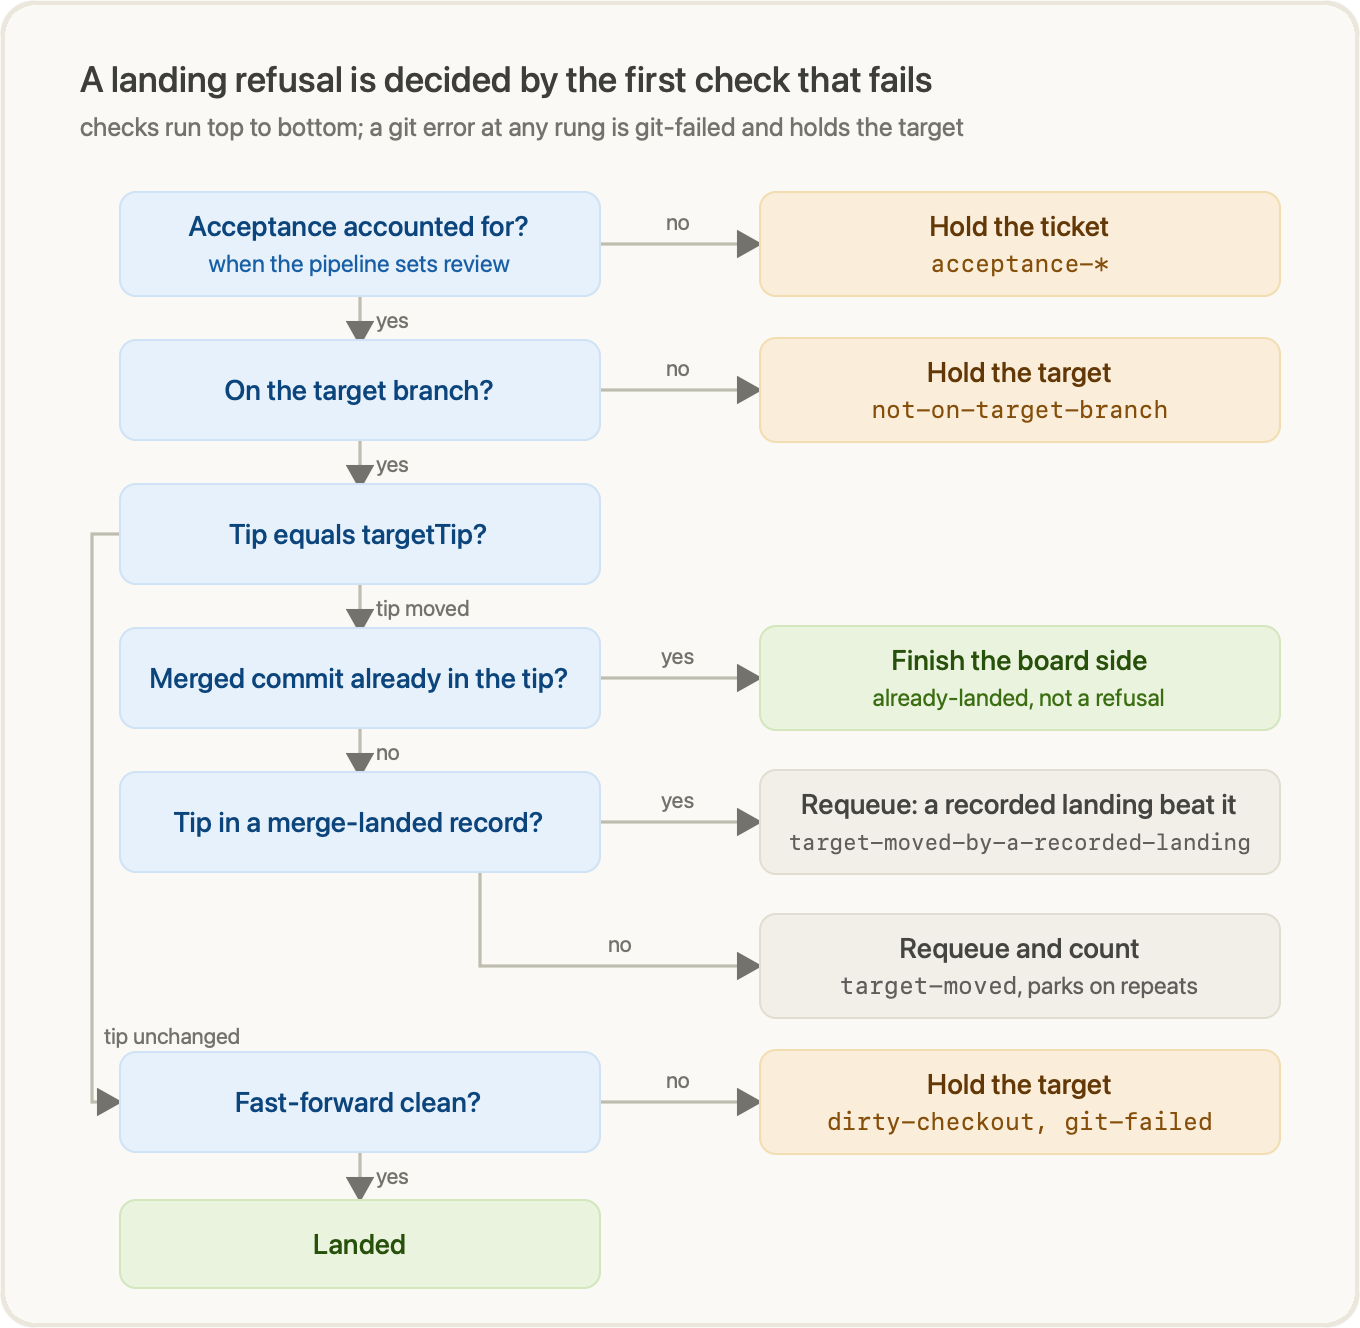 A landing refusal is decided by the first check that fails
checks run top to bottom; a git error at any rung is git-failed and holds the target
Acceptance accounted for?
when the pipeline sets review
no
Hold the ticket
acceptance-*
yes
On the target branch?
no
Hold the target
not-on-target-branch
yes
Tip equals targetTip?
tip moved
Merged commit already in the tip?
yes
Finish the board side
already-landed, not a refusal
no
Tip in a merge-landed record?
yes
Requeue: a recorded landing beat it
target-moved-by-a-recorded-landing
no
Requeue and count
target-moved, parks on repeats
tip unchanged
Fast-forward clean?
no
Hold the target
dirty-checkout, git-failed
yes
Landed